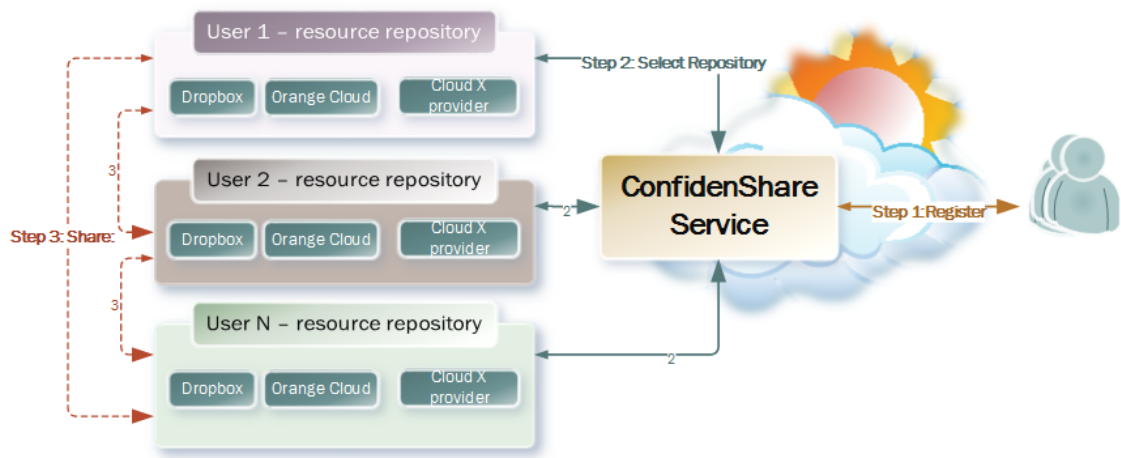 User 1 – resource repository
Dropbox
Orange Cloud
Cloud X
provider
Step 2: Select Repository
3
User 2 – resource repository
Dropbox
Orange Cloud
Cloud X
provider
2
ConfidenShare
Service
Step 1:Register
Step 3: Share:
3
User N – resource repository
Dropbox
Orange Cloud
Cloud X
provider
2